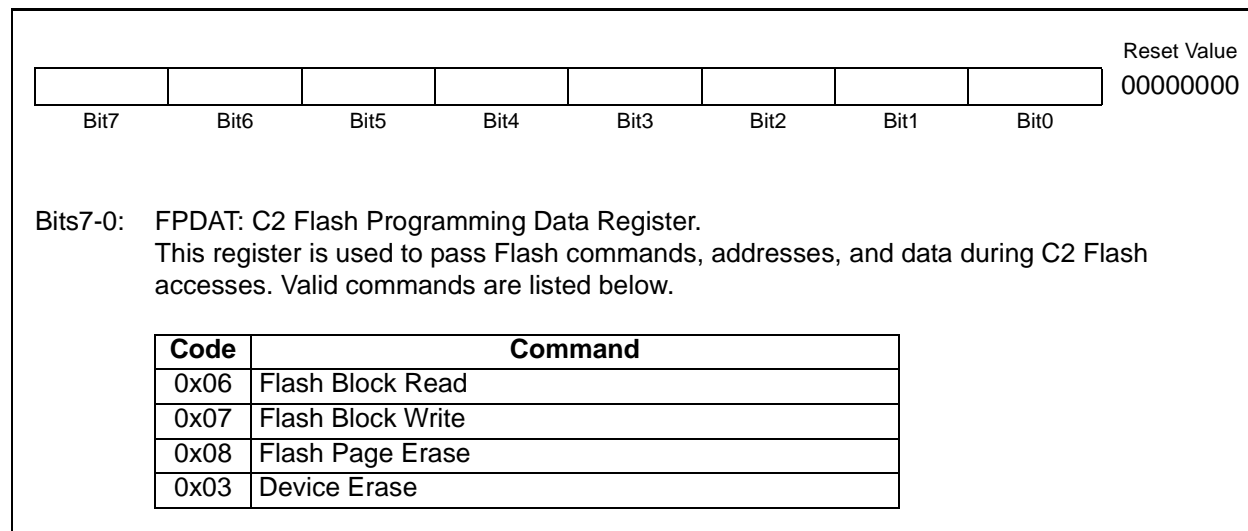 Reset Value
00000000
Bit7 Bit6 Bit5 Bit4 Bit3 Bit2 Bit1 Bit0
Bits7-0: FPDAT: C2 Flash Programming Data Register.
This register is used to pass Flash commands, addresses, and data during C2 Flash
accesses. Valid commands are listed below.
Code Command
0x06 Flash Block Read
0x07 Flash Block Write
0x08 Flash Page Erase
0x03 Device Erase